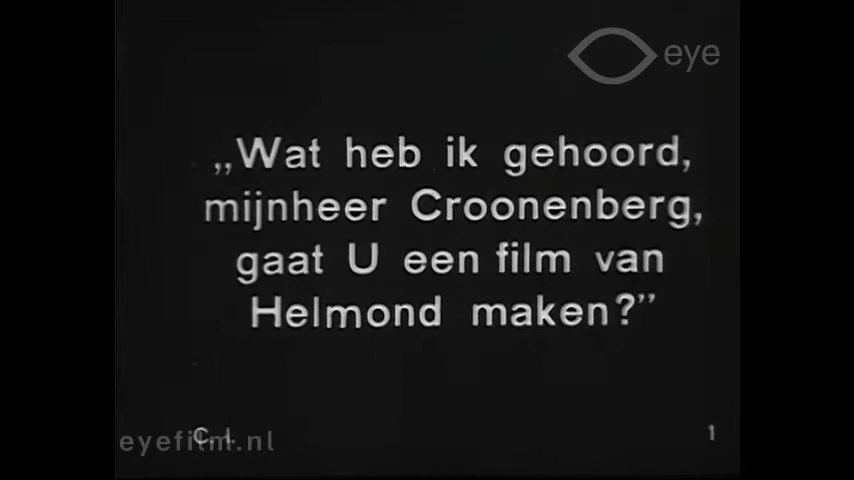 eye
„Wat heb ik gehoord,
mijnheer Croonenberg,
gaat U een film van
Helmond maken?”
eyefilm.nl
1